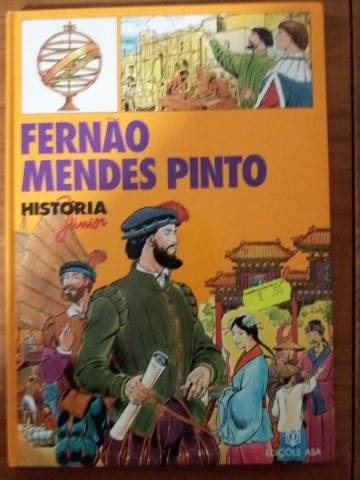 FERNÃO
MENDES PINTO
HISTÓRIA
Júnior
EDIÇÕES ASA